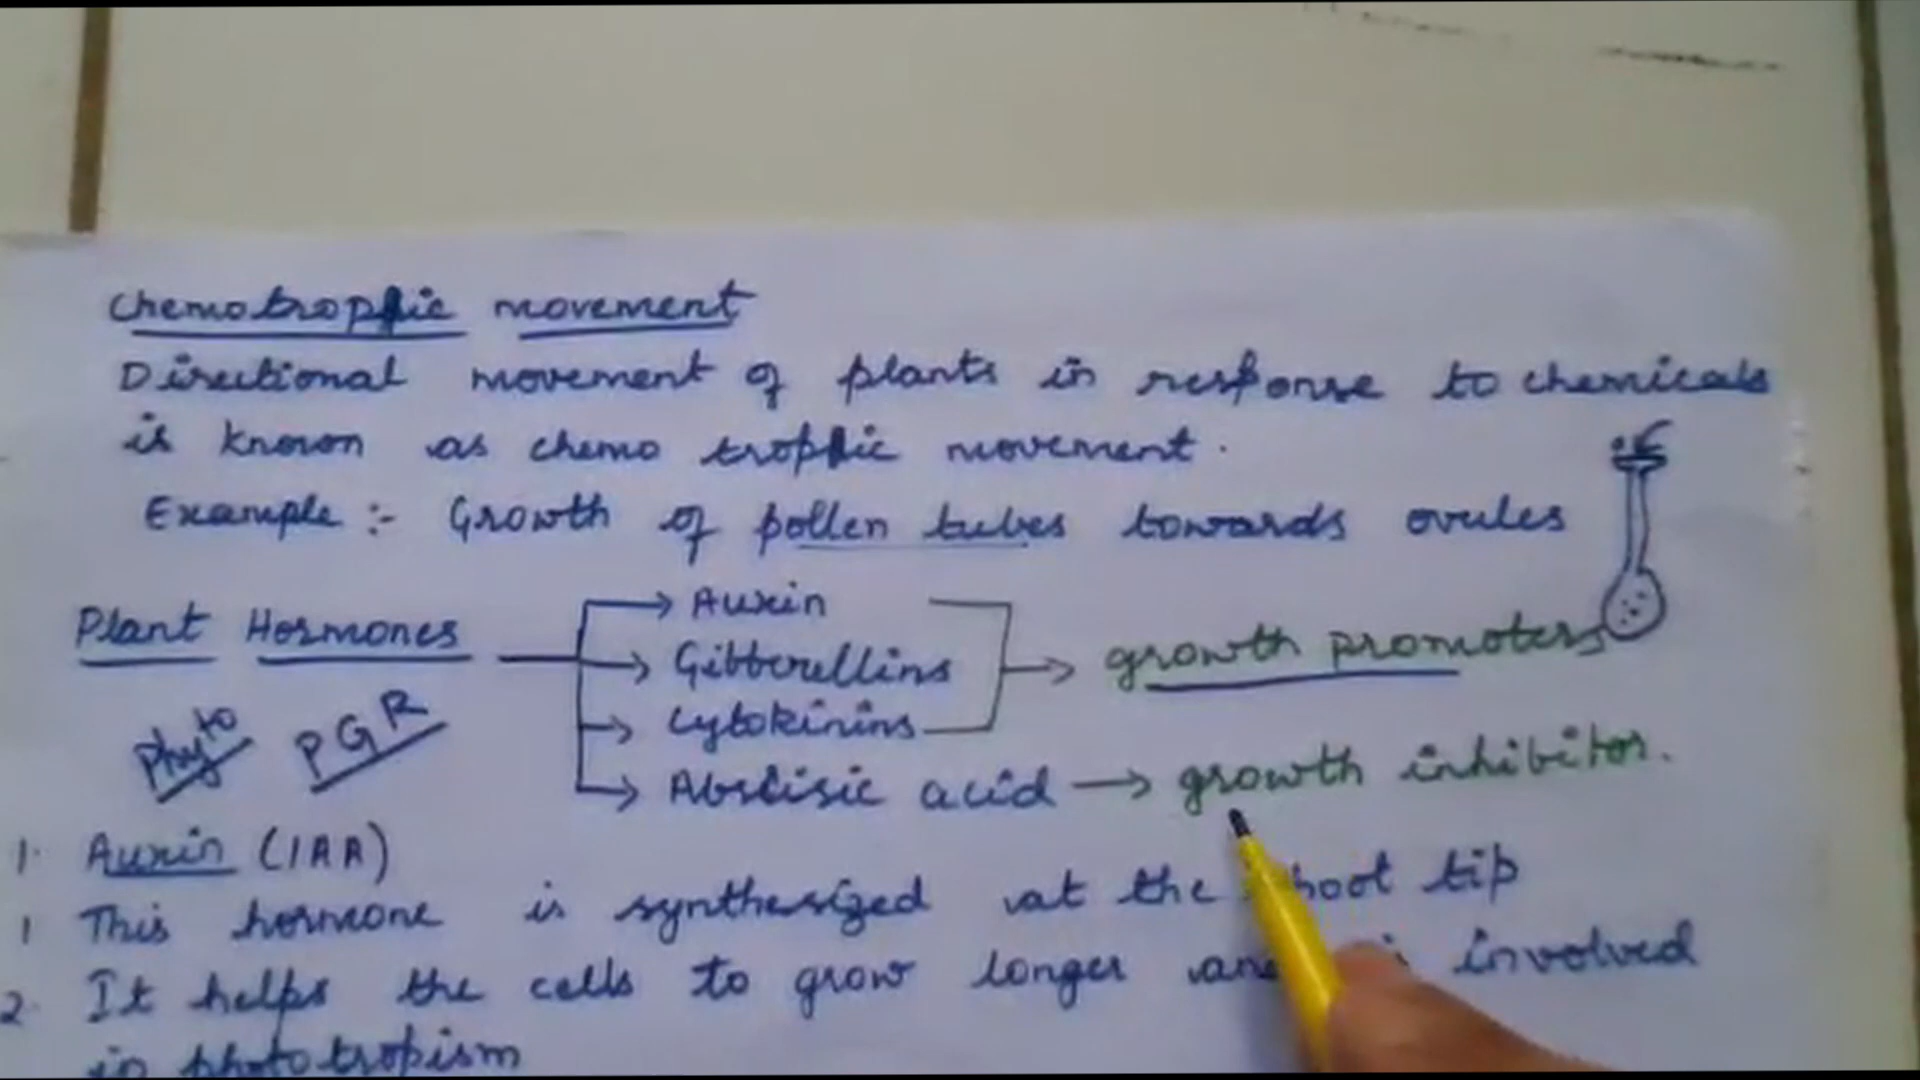 Chemotropic movement
Directional movement of plants in response to chemicals
is known as chemo tropic movement.
Example :- Growth of pollen tubes towards ovules
Plant Hormones
Auxin
Gibberellins
Cytokinins
growth promoters
Abscisic acid → growth inhibitor.
Phyto PGR
1. Auxin (IAA)
1 This hormone is synthesized at the shoot tip
2. It helps the cells to grow longer and involved
in phototropism